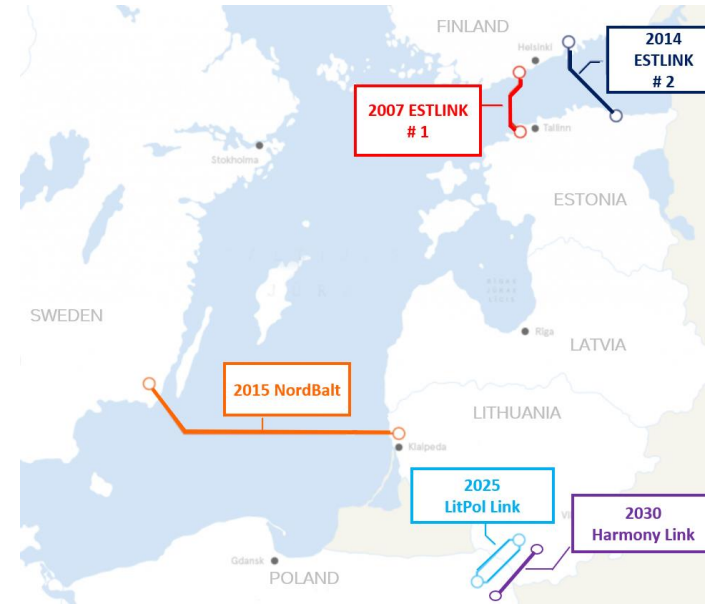 FINLAND
Helsinki
2014
ESTLINK
# 2
2007 ESTLINK
# 1
Tallinn
Stokholma
ESTONIA
SWEDEN
Rīga
LATVIA
2015 NordBalt
LITHUANIA
Klaipeda
2025
LitPol Link
2030
Harmony Link
Gdansk
POLAND